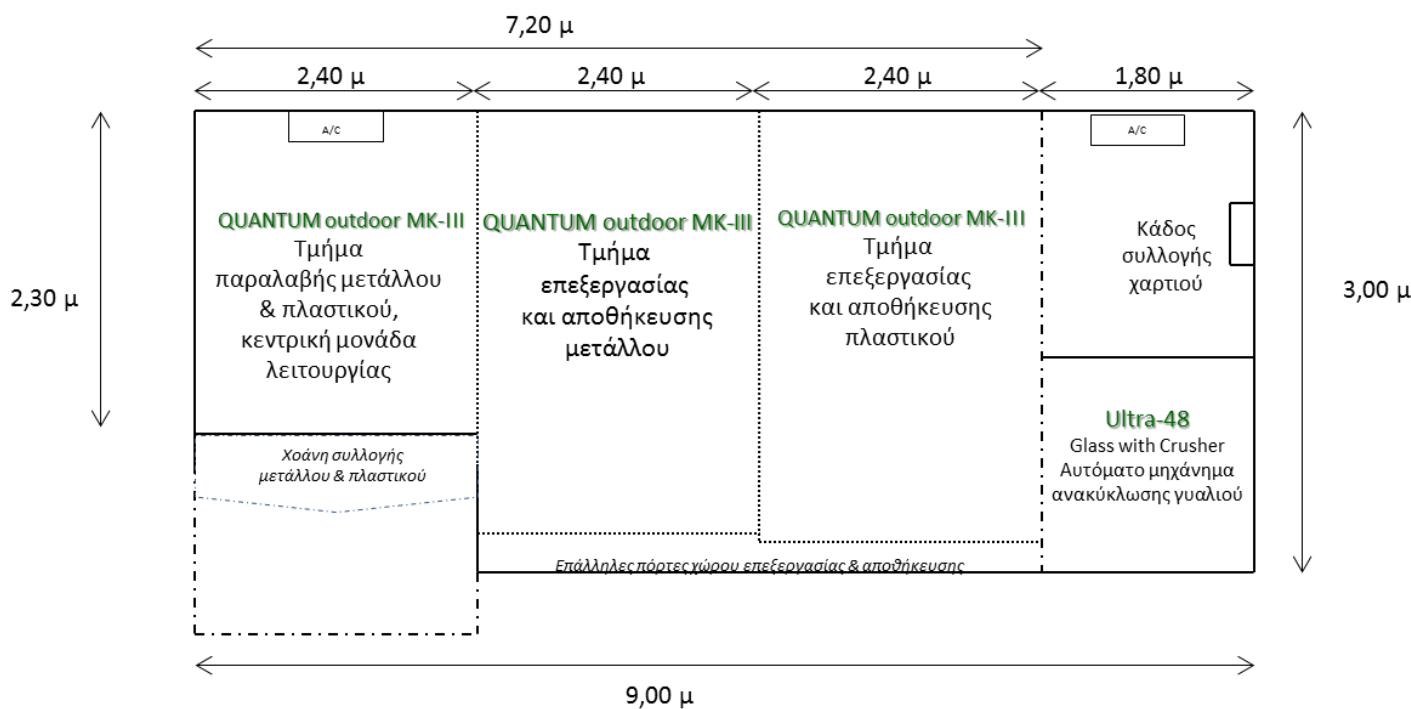 7,20 μ
2,40 μ
2,40 μ
2,40 μ
1,80 μ
A/C
A/C
2,30 μ
3,00 μ
QUANTUM outdoor MK-III
Τμήμα
παραλαβής μετάλλου
& πλαστικού,
κεντρική μονάδα
λειτουργίας
QUANTUM outdoor MK-III
Τμήμα
επεξεργασίας
και αποθήκευσης
μετάλλου
QUANTUM outdoor MK-III
Τμήμα
επεξεργασίας
και αποθήκευσης
πλαστικού
Κάδος
συλλογής
χαρτιού
Χοάνη συλλογής
μετάλλου & πλαστικού
Ultra-48
Glass with Crusher
Αυτόματο μηχάνημα
ανακύκλωσης γυαλιού
Επάλληλες πόρτες χώρου επεξεργασίας & αποθήκευσης
9,00 μ